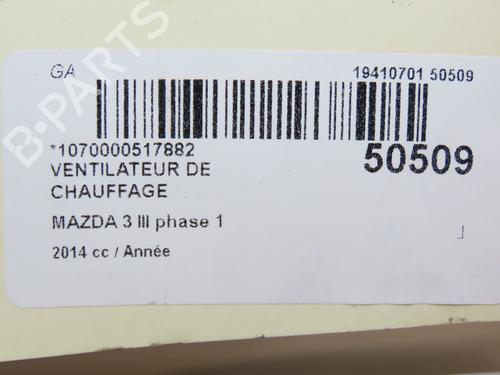 GA
19410701 50509
*1070000517882
50509
VENTILATEUR DE
CHAUFFAGE
MAZDA 3 III phase 1
2014 cc / Année
B-PARTS